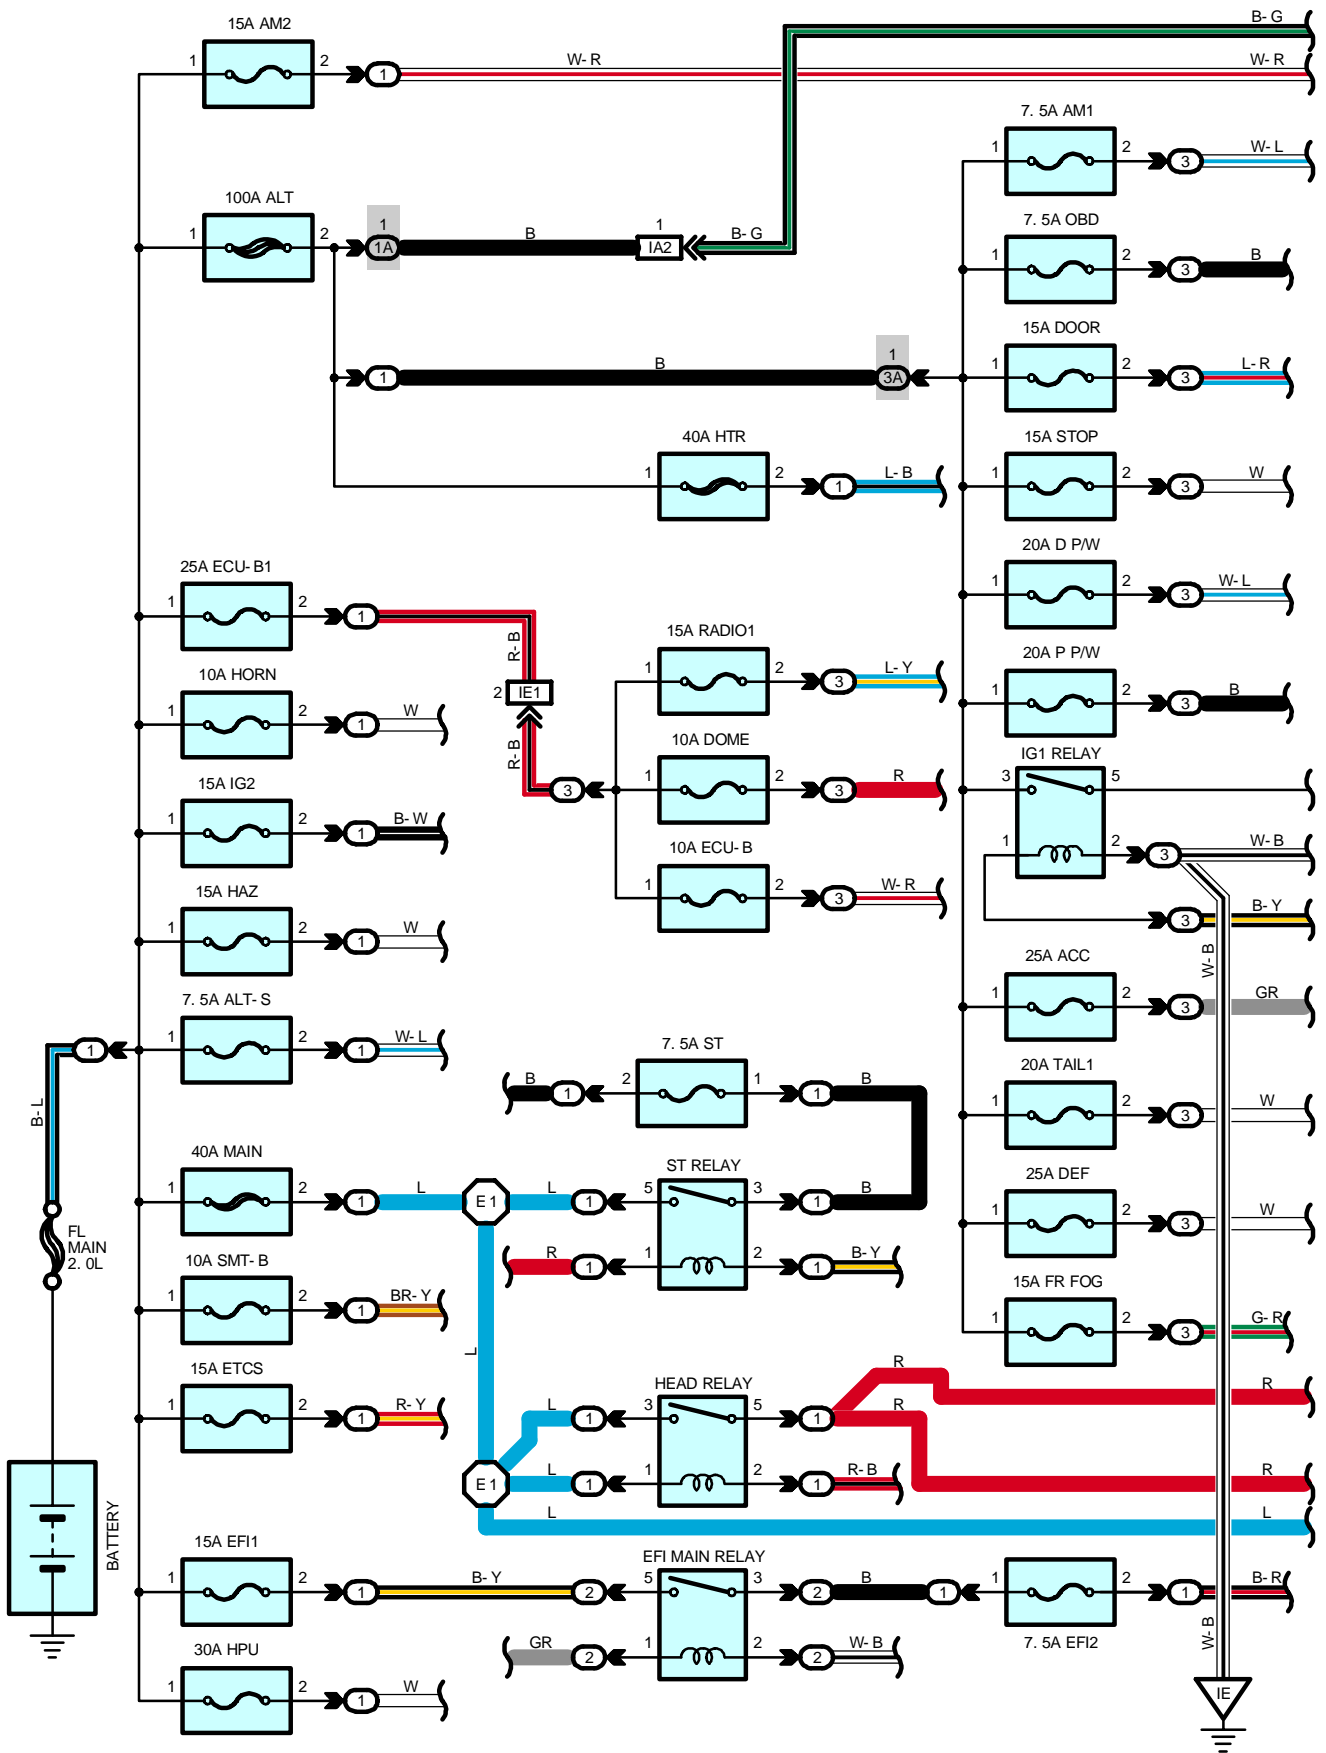 B-G
15A AM2
1 2 1 W-R W-R
7. 5A AM1
1 2 3 W-L
100A ALT
1 2 1 1A B 1 IA2 B-G
7. 5A OBD
1 2 3 B
15A DOOR
1 B 1 3A 1 2 3 L-R
40A HTR
1 2 1 L-B
15A STOP
1 2 3 W
20A D P/W
1 2 3 W-L
25A ECU-B1
1 2 1 R-B
2 IE1
R-B
3
15A RADIO1
1 2 3 L-Y
20A P P/W
1 2 3 B
10A HORN
1 2 1 W
10A DOME
1 2 3 R
IG1 RELAY
3 5
1 2 3 W-B
3 B-Y
W-B
15A IG2
1 2 1 B-W
10A ECU-B
1 2 3 W-R
15A HAZ
1 2 1 W
25A ACC
1 2 3 GR
7. 5A ALT-S
1 1 2 1 W-L
B-L
7. 5A ST
B 1 2 1 1 B
20A TAIL1
1 2 3 W
40A MAIN
1 2 1 L E1 L 1
ST RELAY
5 3 1 B
R 1 1 2 1 B-Y
25A DEF
1 2 3 W
FL
MAIN
2. 0L
10A SMT-B
1 2 1 BR-Y
L
15A FR FOG
1 2 3 G-R
15A ETCS
1 2 1 R-Y
HEAD RELAY
L 1 3 5 1 R R
R
E1 L 1 1 2 1 R-B R
L L
BATTERY
15A EFI1
1 2 1 B-Y 2
EFI MAIN RELAY
5 3 2 B 1
1 2 1 B-R
7. 5A EFI2
GR 2 1 2 2 W-B
W-B
30A HPU
1 2 1 W
IE